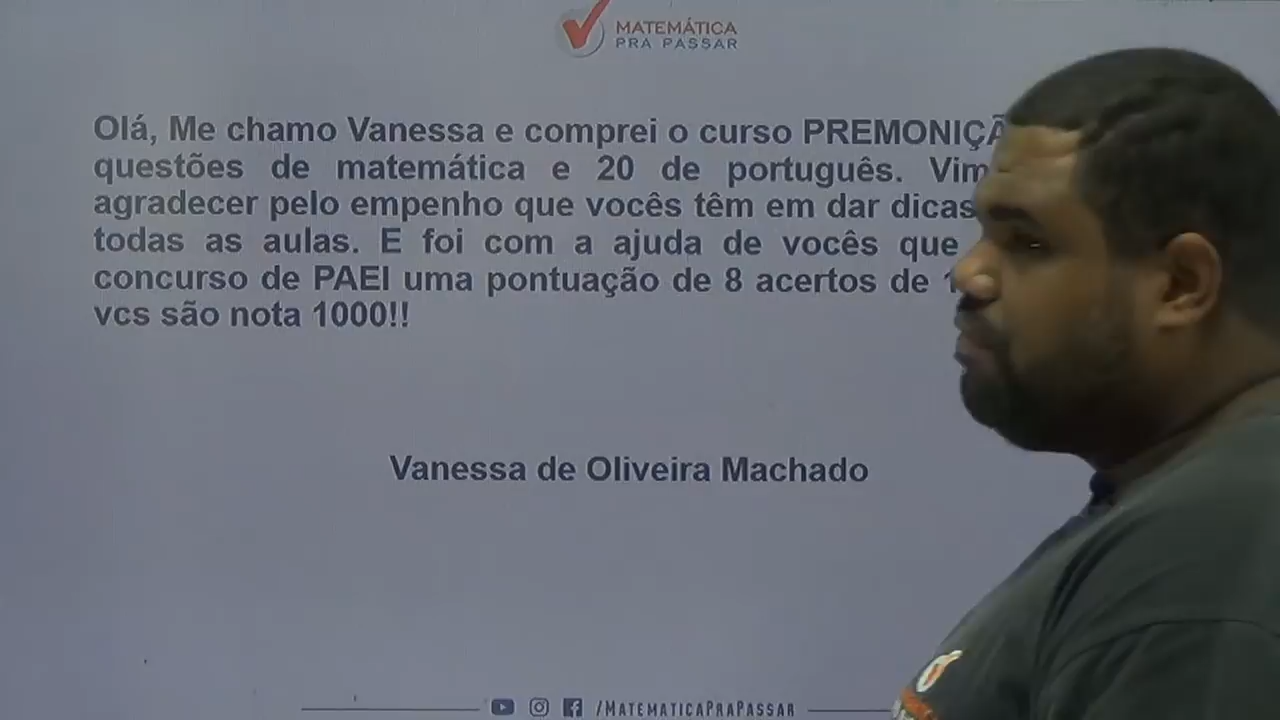 MATEMÁTICA
PRA PASSAR
Olá, Me chamo Vanessa e comprei o curso
questões de matemática e 20 de português.
agradecer pelo empenho que vocês têm em dar dicas
todas as aulas. E foi com a ajuda de vocês que
concurso de PAEI uma pontuação de 8 acertos de
vcs são nota 1000!!
Vanessa de Oliveira Machado
/MATEMATICAPRAPASSAR